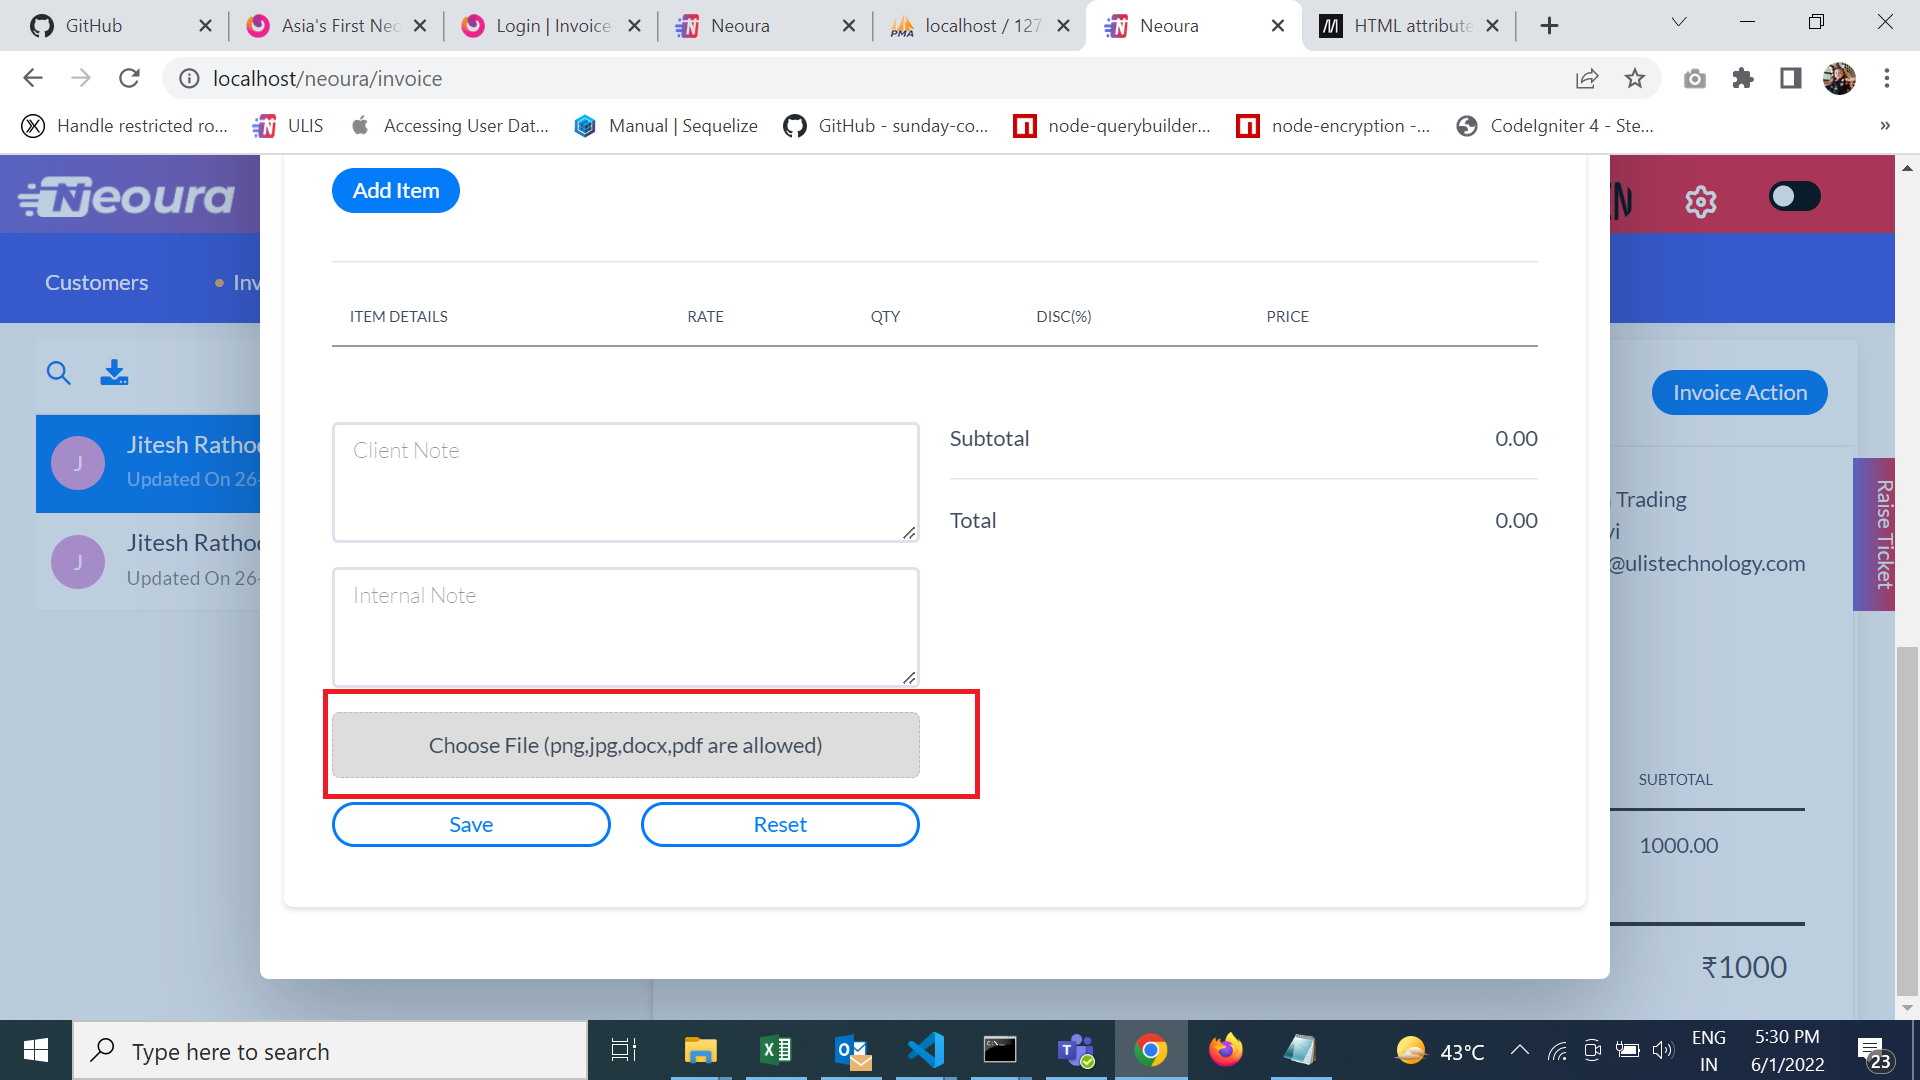 GitHub
Asia's First Neo
Login | Invoice
Neoura
PMA
localhost / 127
Neoura
HTML attribute
localhost/neoura/invoice
Handle restricted ro...
ULIS
Accessing User Dat...
Manual | Sequelize
GitHub - sunday-co...
node-querybuilder...
node-encryption -...
CodeIgniter 4 - Ste...
»
Neoura
Customers
Inv
Add Item
ITEM DETAILS
RATE
QTY
DISC(%)
PRICE
Invoice Action
J
Jitesh Rathod
Updated On 26-
J
Jitesh Rathod
Updated On 26-
Client Note
Subtotal
0.00
Total
0.00
Internal Note
Trading
vi
@ulistechnology.com
Raise Ticket
Choose File (png,jpg,docx,pdf are allowed)
Save
Reset
SUBTOTAL
1000.00
₹1000
Type here to search
43°C
ENG
IN
5:30 PM
6/1/2022
23